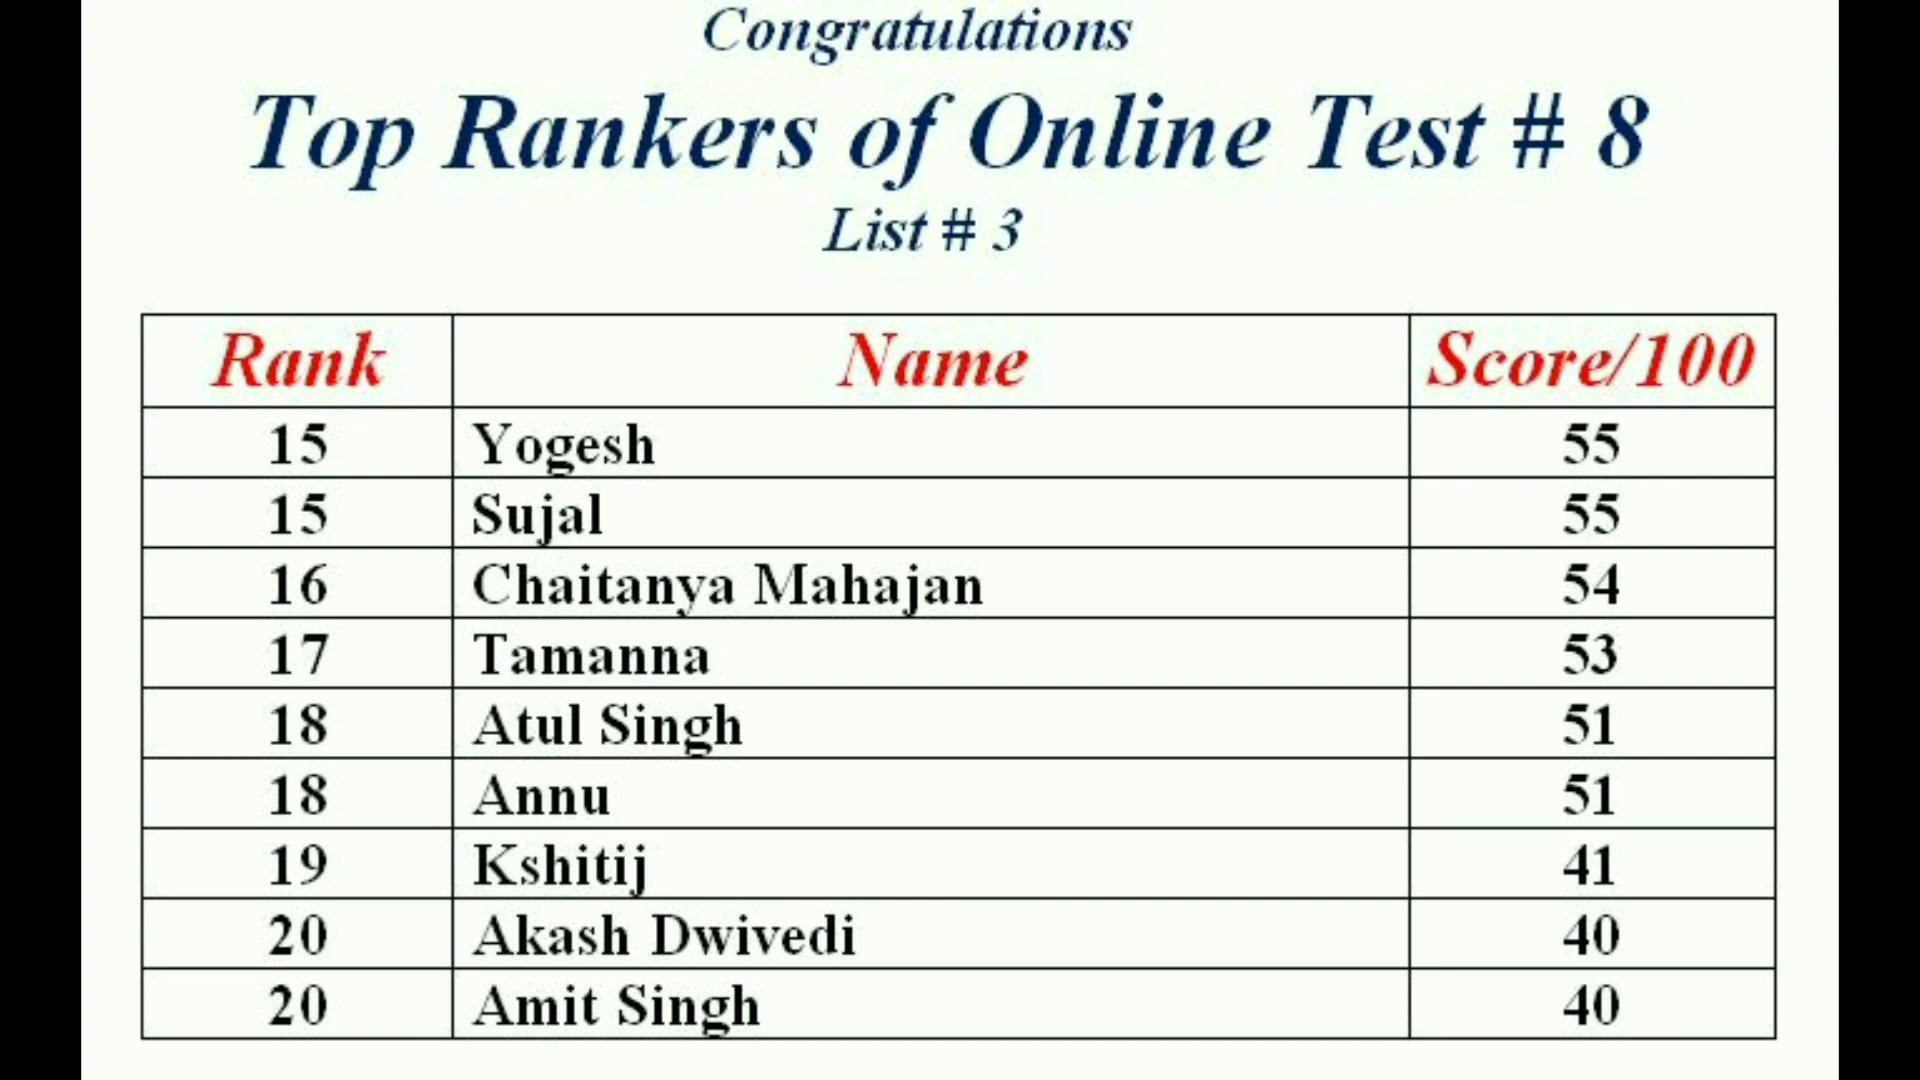 Congratulations
Top Rankers of Online Test # 8
List # 3
Rank Name Score/100
15 Yogesh 55
15 Sujal 55
16 Chaitanya Mahajan 54
17 Tamanna 53
18 Atul Singh 51
18 Annu 51
19 Kshitij 41
20 Akash Dwivedi 40
20 Amit Singh 40